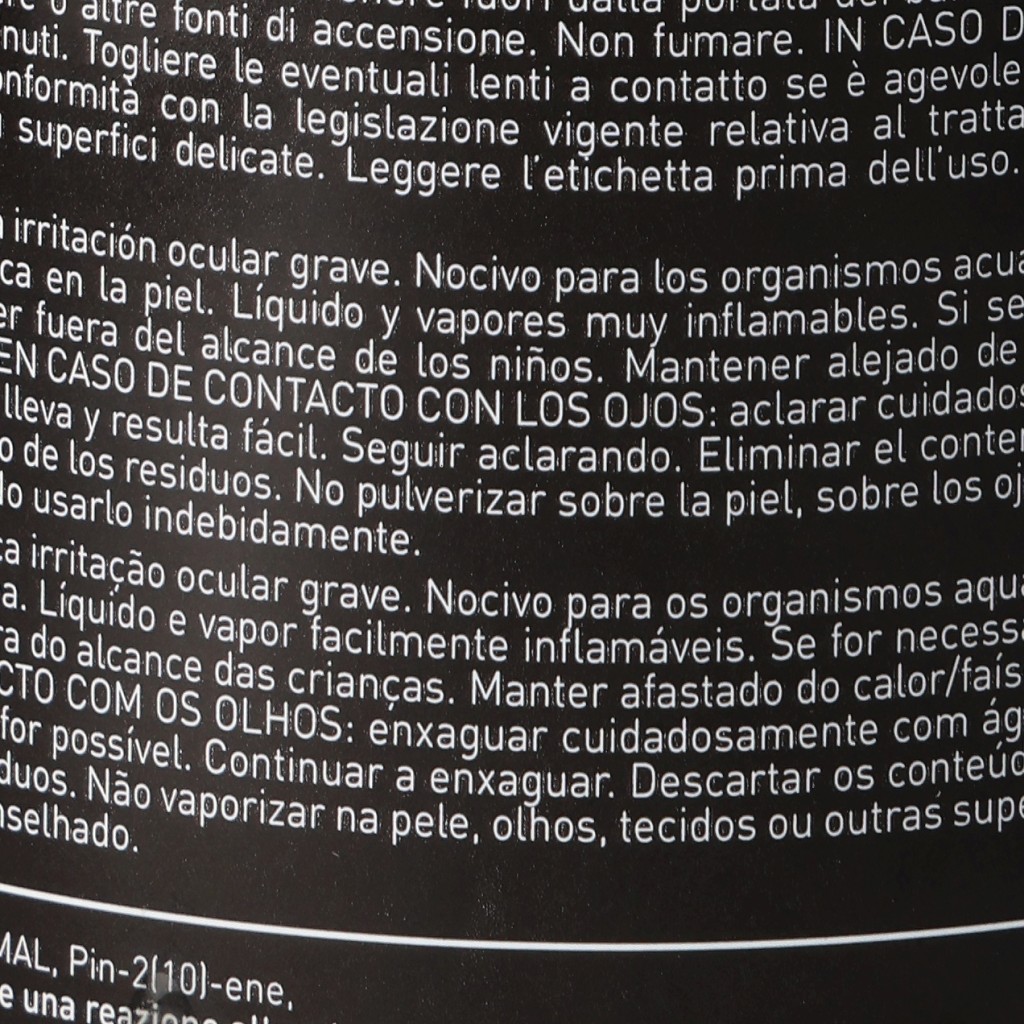 o altre fonti di accensione. Non fumare. IN CASO D
nuti. Togliere le eventuali lenti a contatto se è agevole
onformità con la legislazione vigente relativa al tratta
superfici delicate. Leggere l'etichetta prima dell'uso.
irritación ocular grave. Nocivo para los organismos acuá
ca en la piel. Líquido y vapores muy inflamables. Si se
er fuera del alcance de los niños. Mantener alejado de
EN CASO DE CONTACTO CON LOS OJOS: aclarar cuidados
lleva y resulta fácil. Seguir aclarando. Eliminar el conten
o de los residuos. No pulverizar sobre la piel, sobre los oj
do usarlo indebidamente.
ca irritação ocular grave. Nocivo para os organismos aquá
a. Líquido e vapor facilmente inflamáveis. Se for necessá
ra do alcance das crianças. Manter afastado do calor/faís
CTO COM OS OLHOS: enxaguar cuidadosamente com ág
for possível. Continuar a enxaguar. Descartar os conteúd
duos. Não vaporizar na pele, olhos, tecidos ou outras supe
nselhado.
MAL, Pin-2(10)-ene,
e una reazione